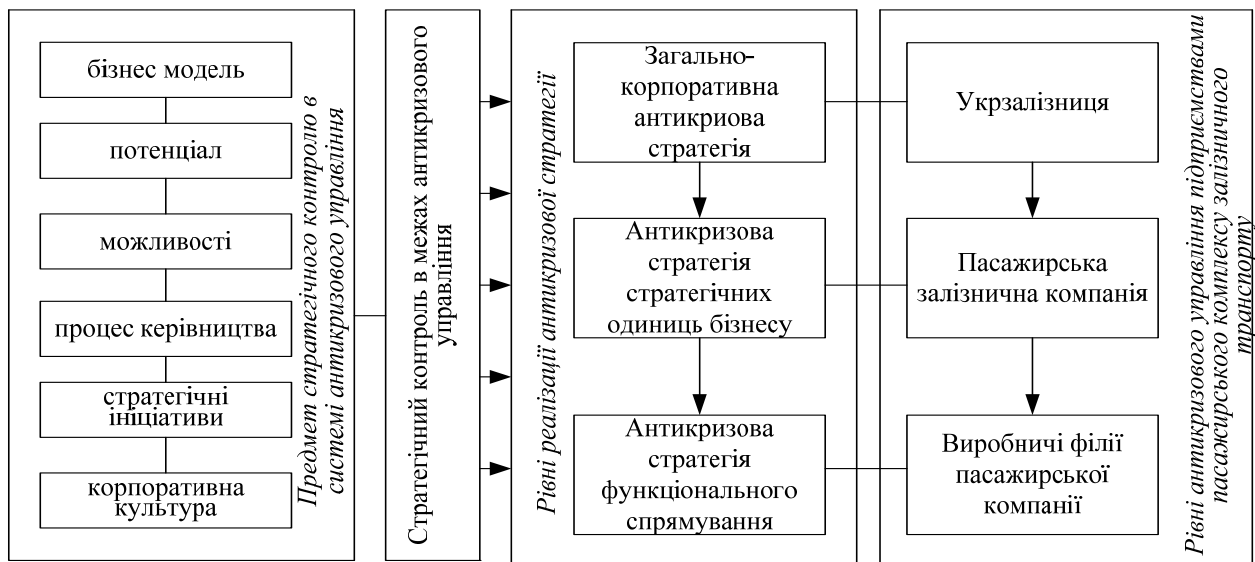 бізнес модель
потенціал
можливості
процес керівництва
стратегічні
ініціативи
корпоративна
культура
Предмет стратегічного контролю в
системі антикризового управління
Стратегічний контроль в межах антикризового
управління
Рівні реалізації антикризової стратегії
Загально-
корпоративна
антикриова
стратегія
Антикризова
стратегія
стратегічних
одиниць бізнесу
Антикризова
стратегія
функціонального
спрямування
Укрзалізниця
Пасажирська
залізнична компанія
Виробничі філії
пасажирської
компанії
Рівні антикризового управління підприємствами
пасажирського комплексу залізничного
транспорту